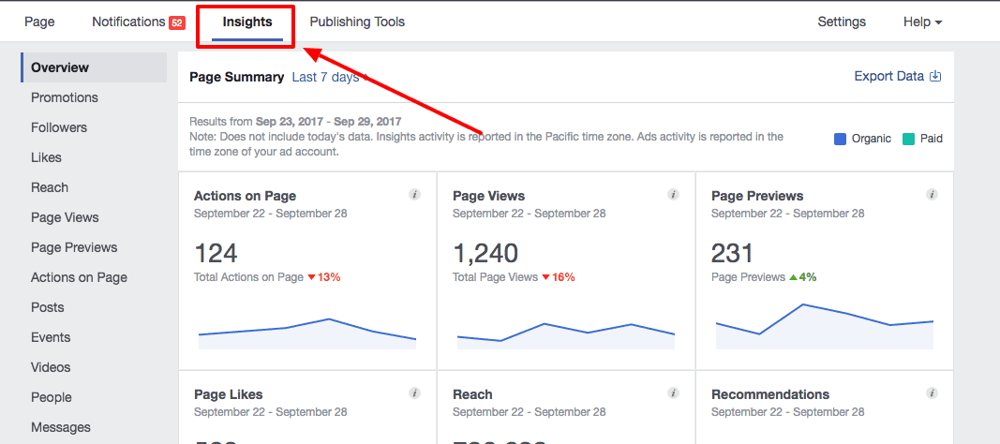 Page
Notifications 52
Insights
Publishing Tools
Settings
Help
Overview
Promotions
Followers
Likes
Reach
Page Views
Page Previews
Actions on Page
Posts
Events
Videos
People
Messages
Page Summary Last 7 days
Export Data
Results from Sep 23, 2017 - Sep 29, 2017
Note: Does not include today's data. Insights activity is reported in the Pacific time zone. Ads activity is reported in the
time zone of your ad account.
Organic
Paid
Actions on Page
September 22 - September 28
124
Total Actions on Page 13%
Page Views
September 22 - September 28
1,240
Total Page Views 16%
Page Previews
September 22 - September 28
231
Page Previews 4%
Page Likes
September 22 - September 28
Reach
September 22 - September 28
Recommendations
September 22 - September 28